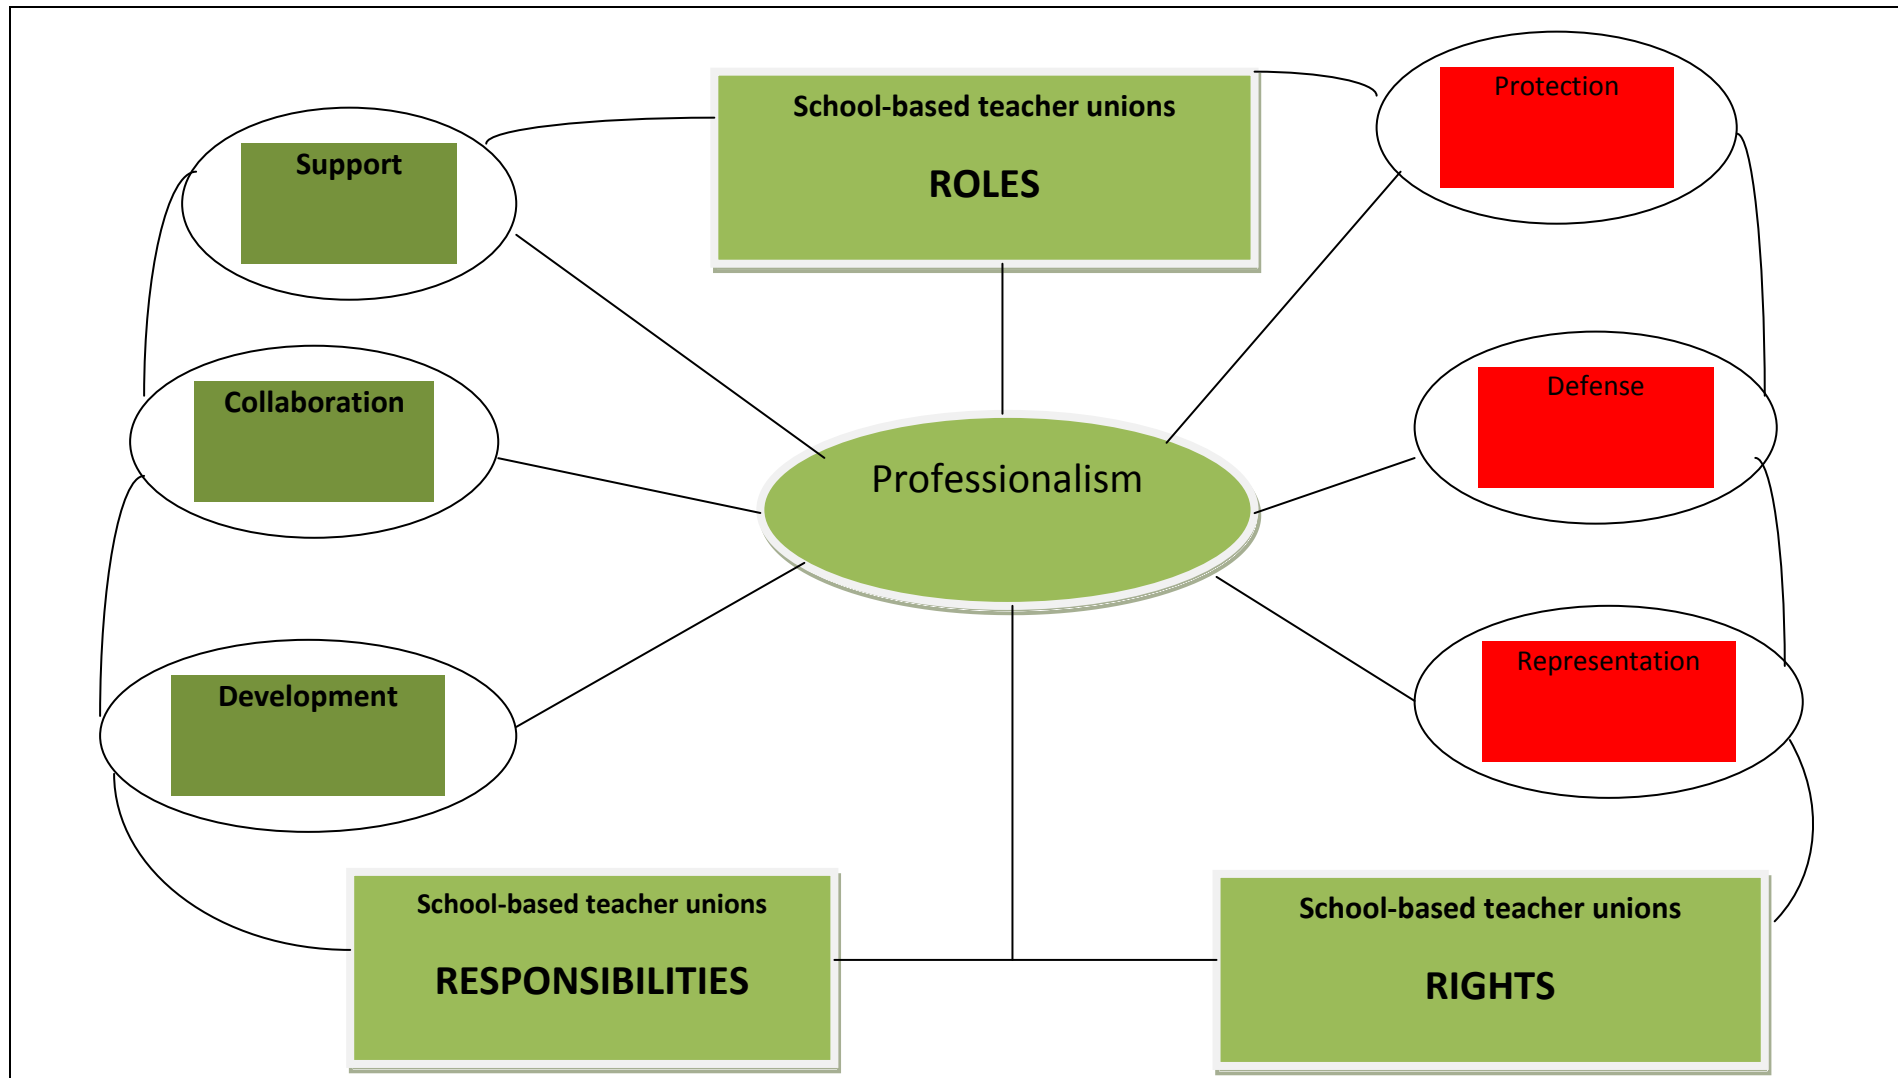 School-based teacher unions
ROLES
Protection
Support
Collaboration
Defense
Professionalism
Development
Representation
School-based teacher unions
RESPONSIBILITIES
School-based teacher unions
RIGHTS